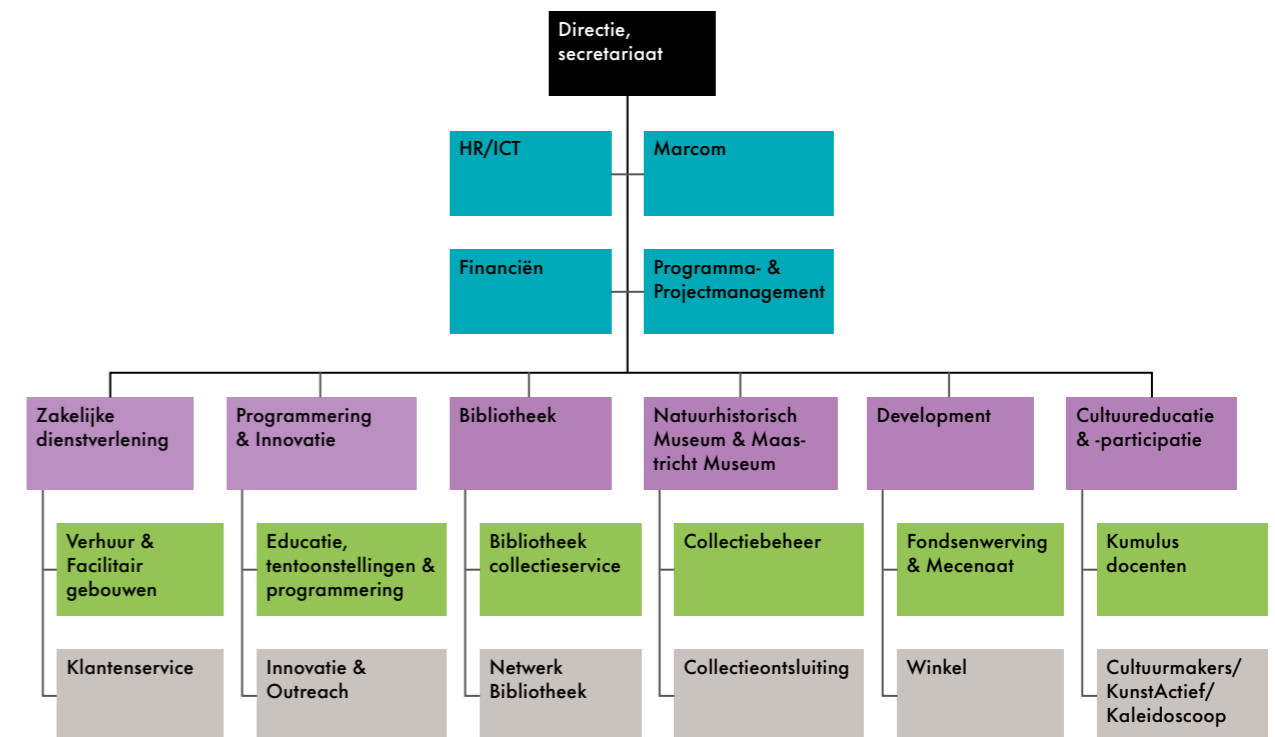 Directie,
secretariaat
HR/ICT
Marcom
Financiën
Programma- &
Projectmanagement
Zakelijke
dienstverlening
Programmering
& Innovatie
Bibliotheek
Natuurhistorisch
Museum & Maas-
tricht Museum
Development
Cultuureducatie
& -participatie
Verhuur &
Facilitair
gebouwen
Educatie,
tentoonstellingen &
programmering
Bibliotheek
collectieservice
Collectiebeheer
Fondsenwerving
& Mecenaat
Kumulus
docenten
Klantenservice
Innovatie &
Outreach
Netwerk
Bibliotheek
Collectieontsluiting
Winkel
Cultuurmakers/
KunstActief/
Kaleidoscoop